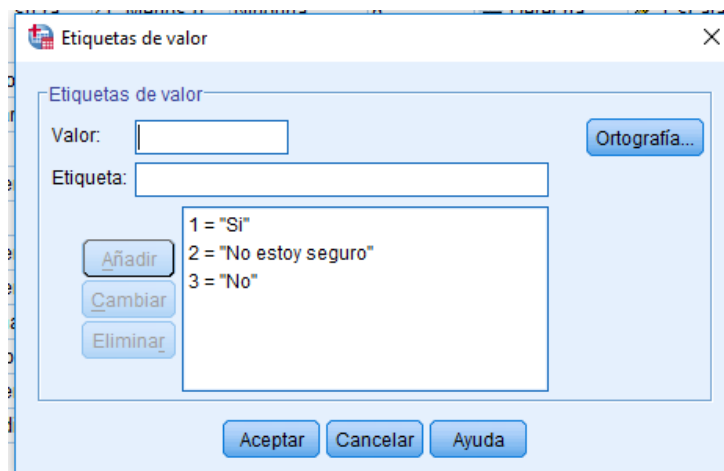 Etiquetas de valor
Etiquetas de valor
Valor:
Ortografía...
Etiqueta:
1 = "Si"
2 = "No estoy seguro"
3 = "No"
Añadir
Cambiar
Eliminar
Aceptar Cancelar Ayuda